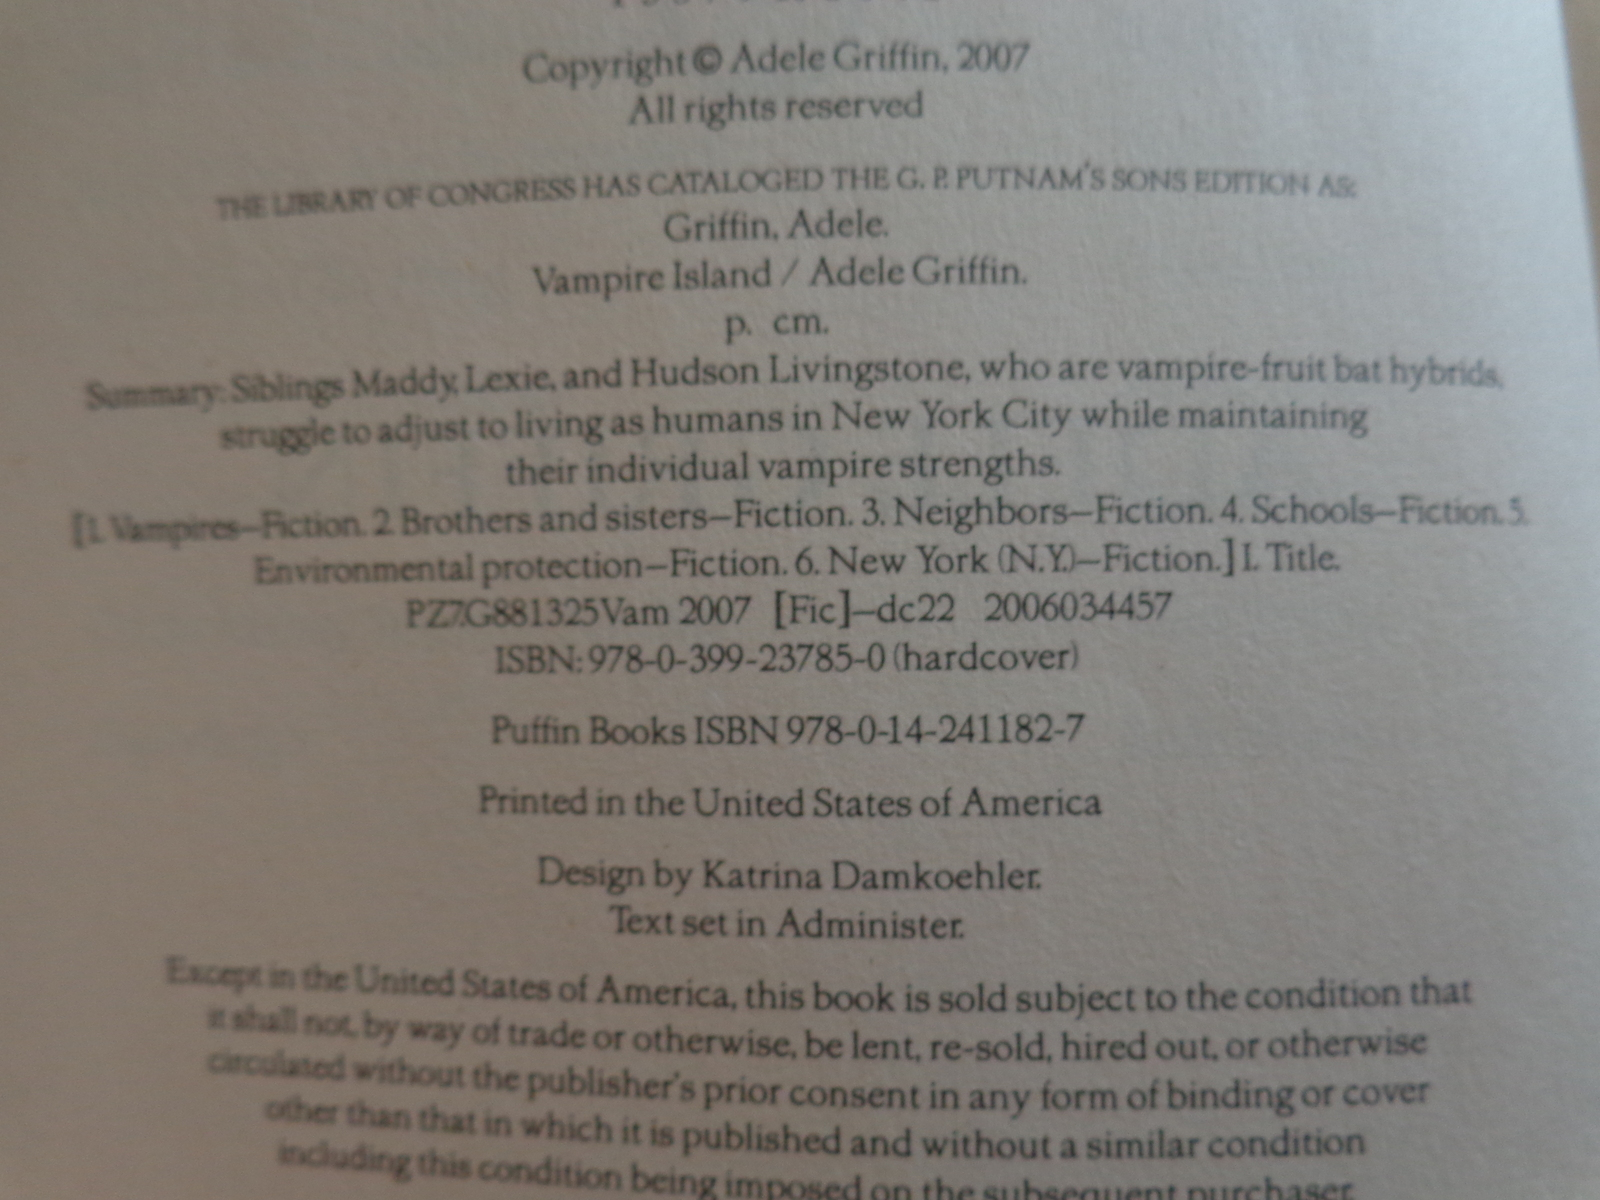 Copyright © Adele Griffin, 2007
All rights reserved
THE LIBRARY OF CONGRESS HAS CATALOGED THE G. P. PUTNAM'S SONS EDITION AS:
Griffin, Adele.
Vampire Island / Adele Griffin.
p. cm.
Summary: Siblings Maddy, Lexie, and Hudson Livingstone, who are vampire-fruit bat hybrids,
struggle to adjust to living as humans in New York City while maintaining
their individual vampire strengths.
[1. Vampires—Fiction. 2. Brothers and sisters—Fiction. 3. Neighbors—Fiction. 4. Schools—Fiction. 5.
Environmental protection—Fiction. 6. New York (N.Y.)—Fiction.] I. Title.
PZ7.G881325Vam 2007 [Fic]—dc22 2006034457
ISBN: 978-0-399-23785-0 (hardcover)
Puffin Books ISBN 978-0-14-241182-7
Printed in the United States of America
Design by Katrina Damkoehler.
Text set in Administer.
Except in the United States of America, this book is sold subject to the condition that
it shall not, by way of trade or otherwise, be lent, re-sold, hired out, or otherwise
circulated without the publisher's prior consent in any form of binding or cover
other than that in which it is published and without a similar condition
including this condition being imposed on the subsequent purchaser.